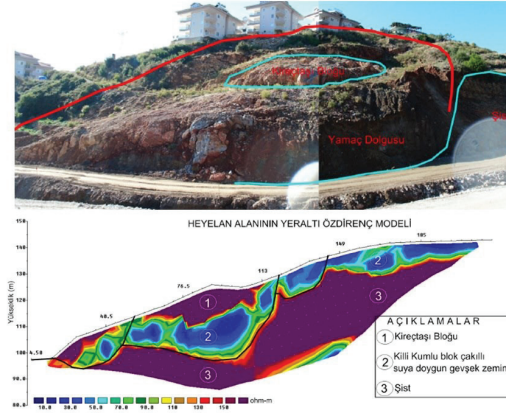 Yamaç Dolgusu
HEYELAN ALANININ YERALTI ÖZDİRENÇ MODELİ
150
140
130
120
110
100
90
80
Yükseklik (m)
4.50
40.5
76.5
113
149
185
1
2
2
3
3
10.0 30.0 50.0 70.0 90.0 110 130 150 ohm-m
AÇIKLAMALAR
1 Kireçtaşı Bloğu
2 Killi Kumlu blok çakıllı
suya doygun gevşek zemin
3 Şist